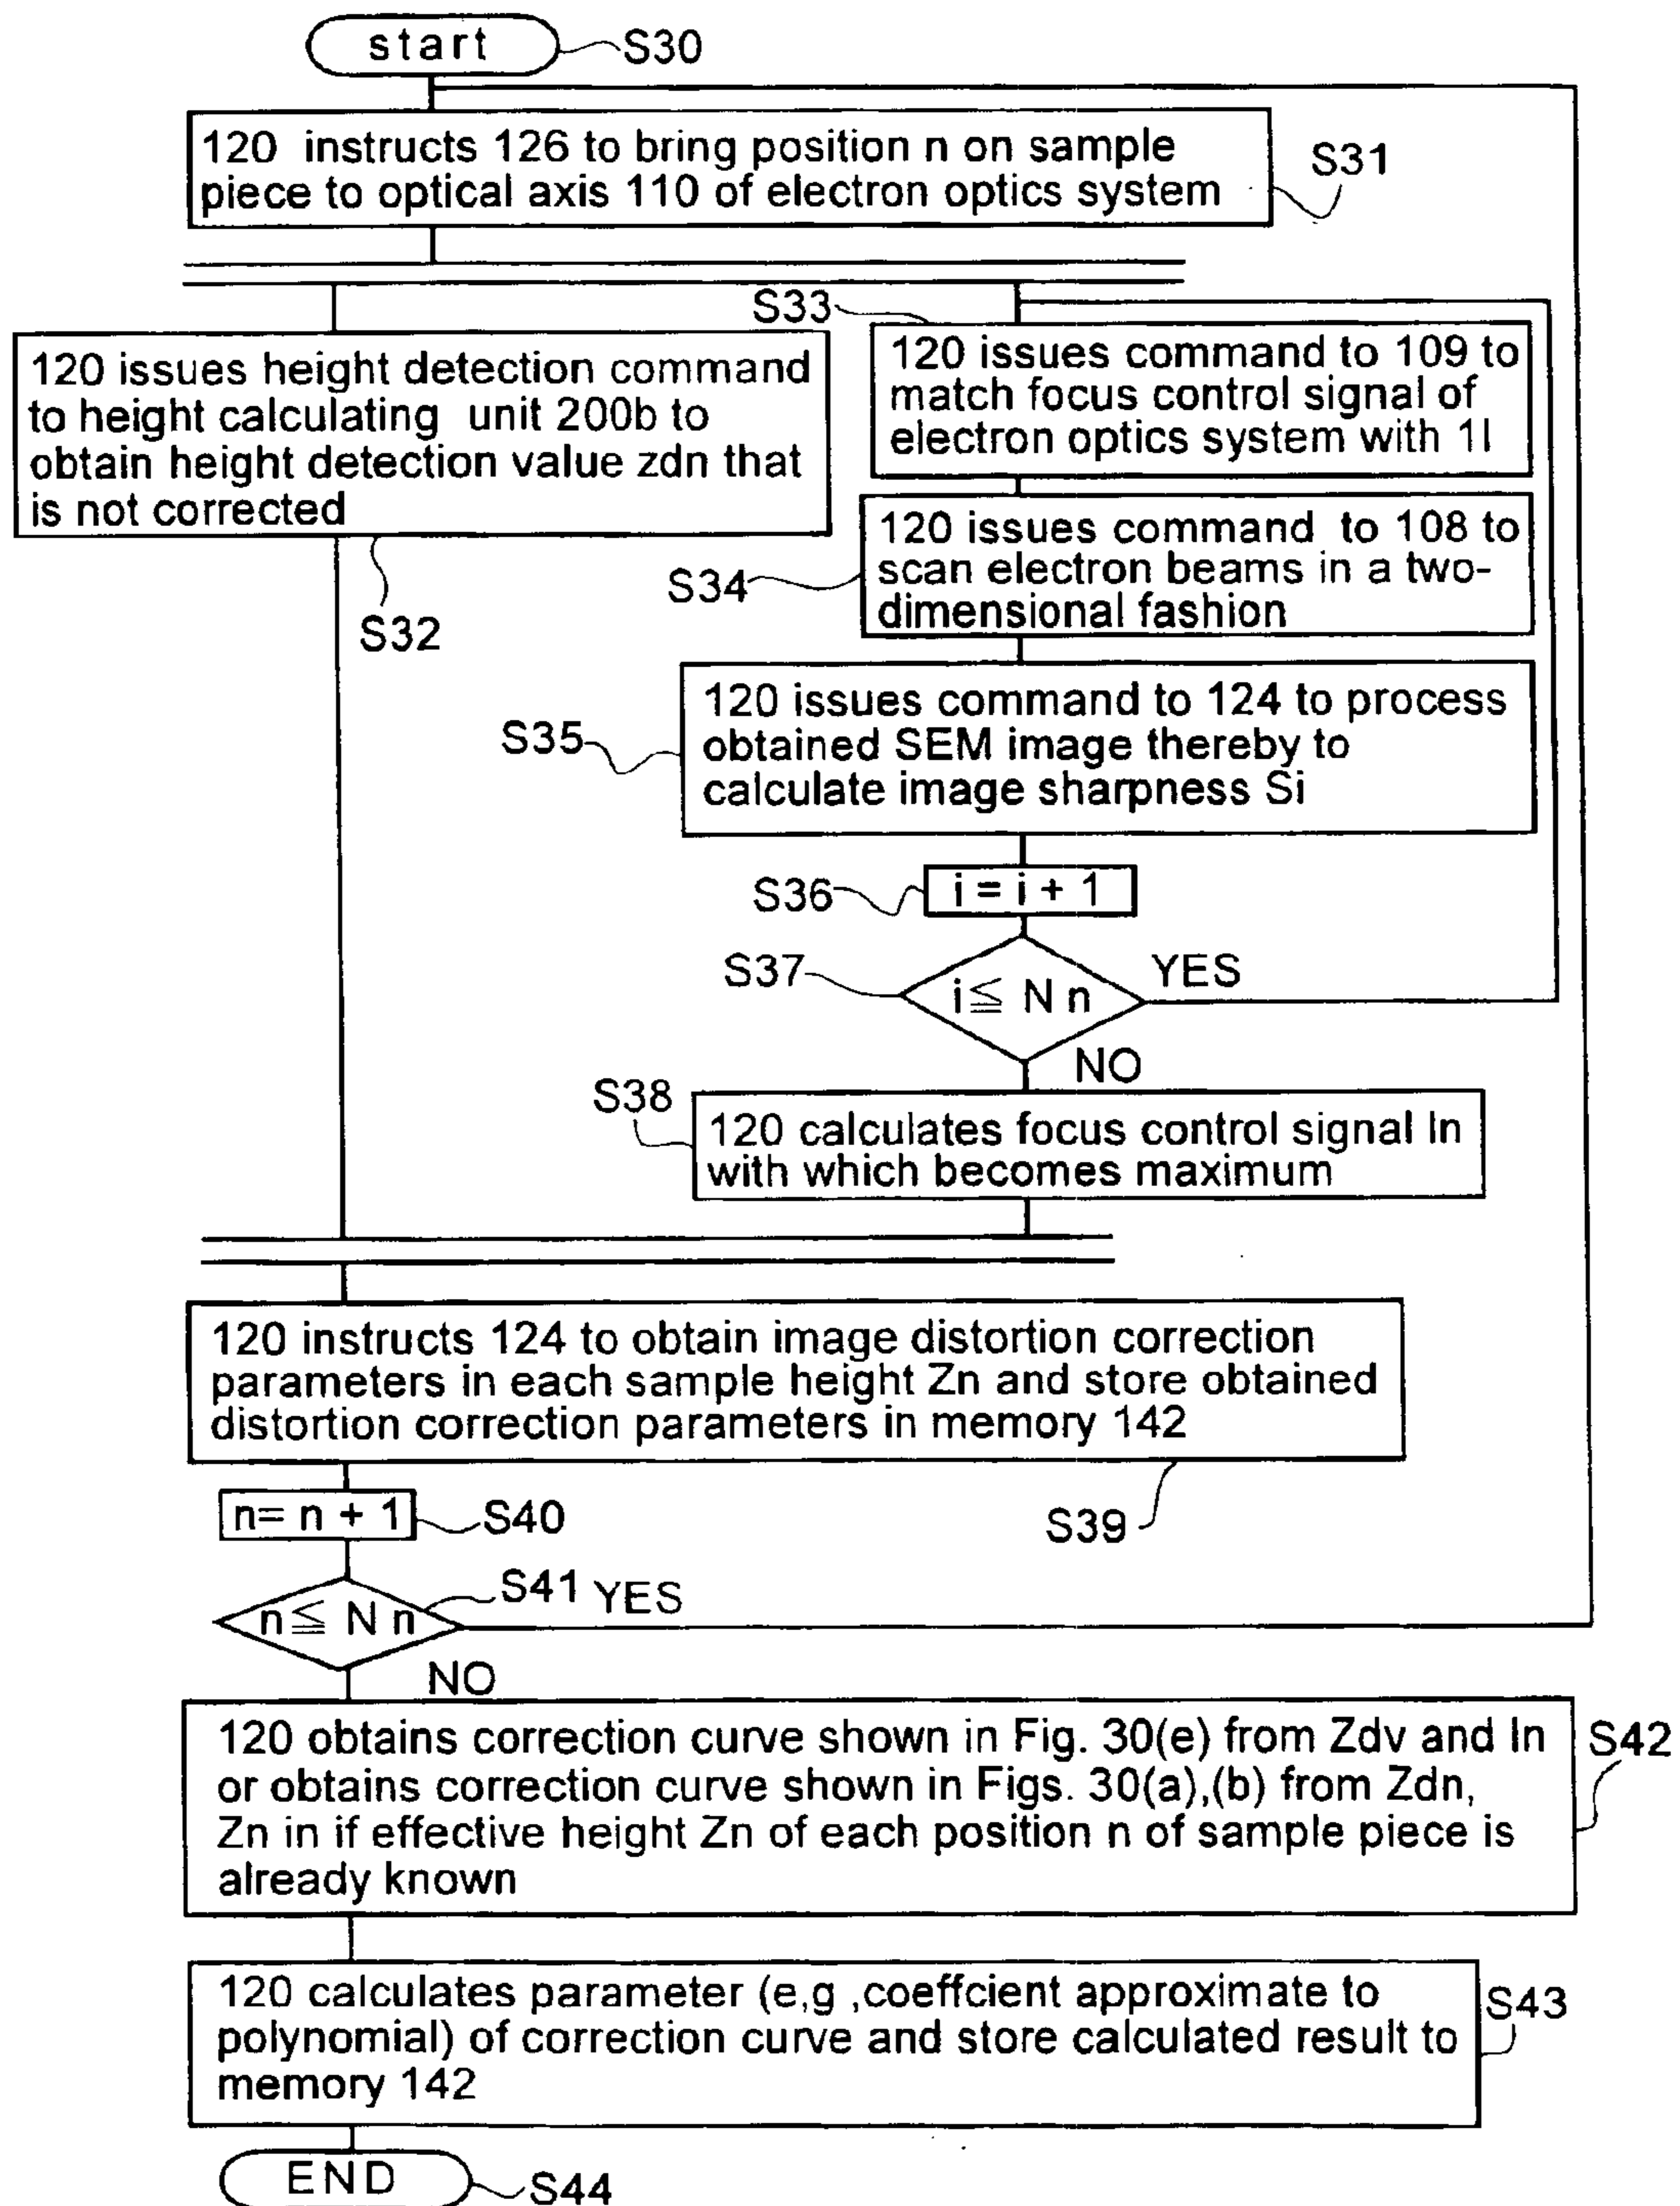 start
S30
120 instructs 126 to bring position n on sample
piece to optical axis 110 of electron optics system
S31
120 issues height detection command
to height calculating unit 200b to
obtain height detection value zdn that
is not corrected
S32
S33
120 issues command to 109 to
match focus control signal of
electron optics system with 1l
S34
120 issues command to 108 to
scan electron beams in a two-
dimensional fashion
S35
120 issues command to 124 to process
obtained SEM image thereby to
calculate image sharpness Si
S36
i = i + 1
S37
i≦ N n
YES
NO
S38
120 calculates focus control signal ln
with which becomes maximum
120 instructs 124 to obtain image distortion correction
parameters in each sample height Zn and store obtained
distortion correction parameters in memory 142
S39
n= n + 1
S40
S41
n≦ N n
YES
NO
120 obtains correction curve shown in Fig. 30(e) from Zdv and ln
or obtains correction curve shown in Figs. 30(a),(b) from Zdn,
Zn in if effective height Zn of each position n of sample piece is
already known
S42
120 calculates parameter (e,g ,coeffcient approximate to
polynomial) of correction curve and store calculated result to
memory 142
S43
END
S44